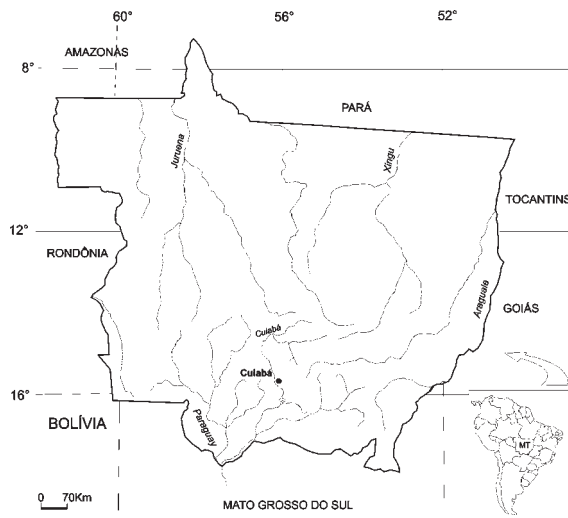 60°
56°
52°
AMAZONAS
8°
PARÁ
Juruena
Xingu
TOCANTINS
12°
RONDÔNIA
Araguaia
GOIÁS
Cuiabá
Cuiabá
16°
BOLÍVIA
Paraguay
MT
0 70Km
MATO GROSSO DO SUL